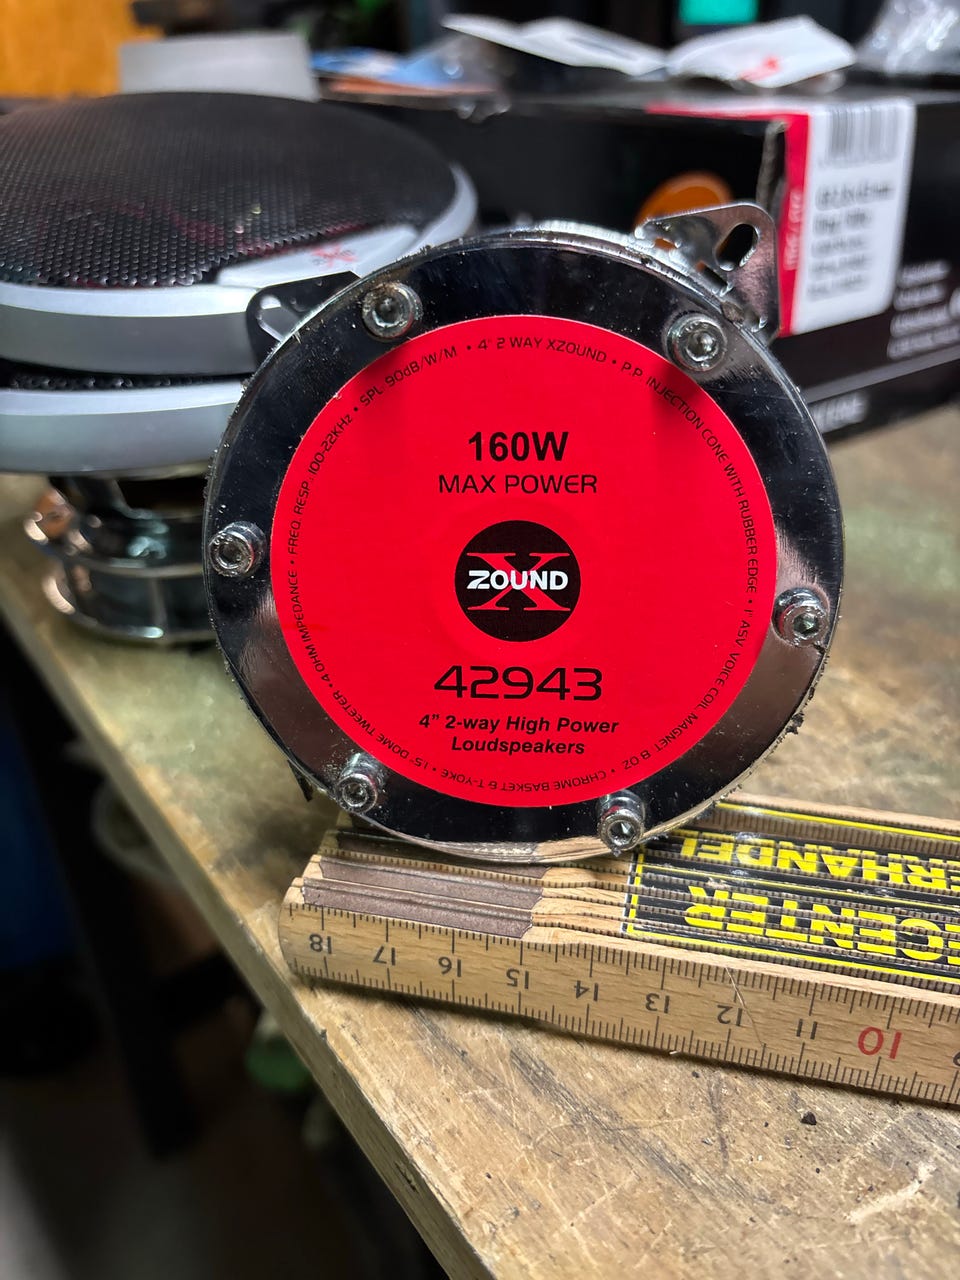 160W
MAX POWER
X
ZOUND
42943
4" 2-way High Power
Loudspeakers
4" 2 WAY XZOUND • P.P. INJECTION CONE WITH RUBBER EDGE • 1" ASV VOICE COIL MAGNET 8 OZ • CHROME BASKET & T-YOKE • 1.5" DOME TWEETER • 4 OHM IMPEDANCE • FREQ. RESP.:100-22KHz • SPL 90dB/W/M •
ERHANDEL
CENTER
18 17 16 15 14 13 12 11 10